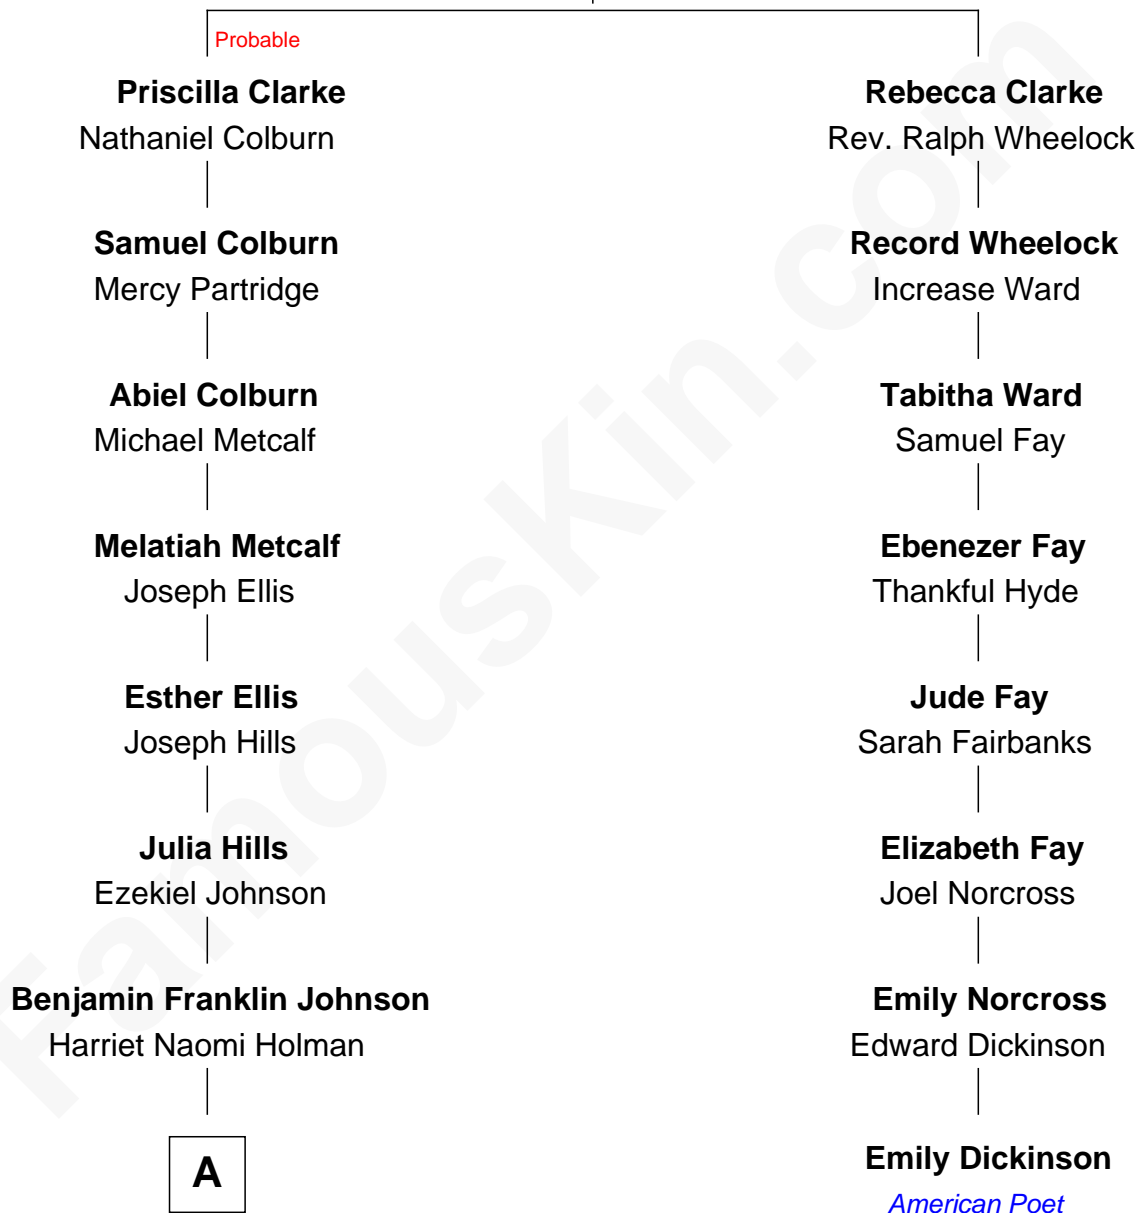 Probable
Priscilla Clarke
Nathaniel Colburn
Rebecca Clarke
Rev. Ralph Wheelock
Samuel Colburn
Mercy Partridge
Record Wheelock
Increase Ward
Abiel Colburn
Michael Metcalf
Tabitha Ward
Samuel Fay
Melatiah Metcalf
Joseph Ellis
Ebenezer Fay
Thankful Hyde
Esther Ellis
Joseph Hills
Jude Fay
Sarah Fairbanks
Julia Hills
Ezekiel Johnson
Elizabeth Fay
Joel Norcross
Benjamin Franklin Johnson
Harriet Naomi Holman
Emily Norcross
Edward Dickinson
A
Emily Dickinson
American Poet
FamousKin.com